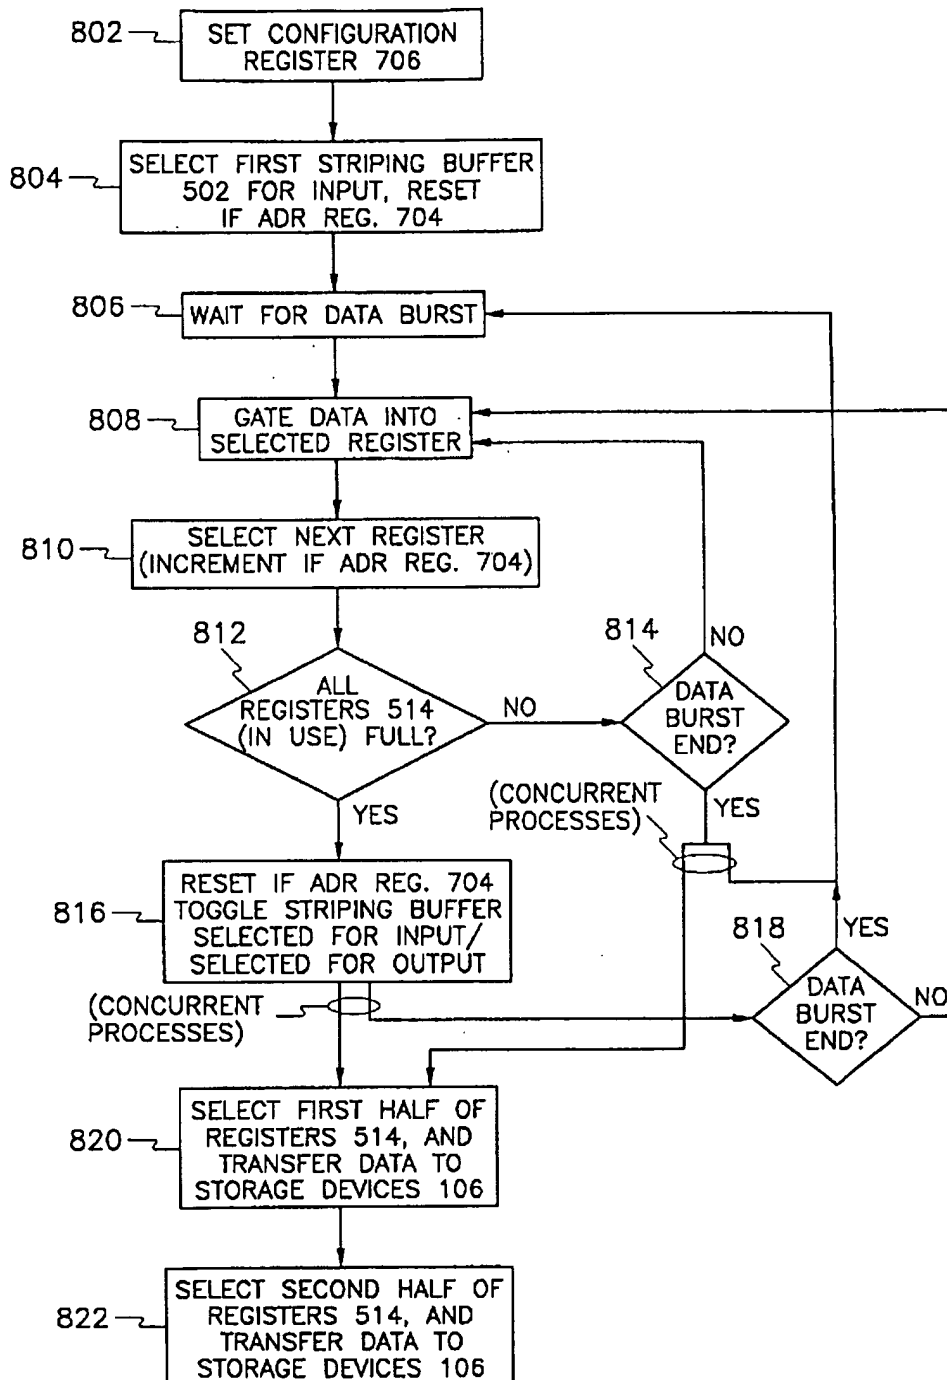 802
SET CONFIGURATION
REGISTER 706
804
SELECT FIRST STRIPING BUFFER
502 FOR INPUT, RESET
IF ADR REG. 704
806
WAIT FOR DATA BURST
808
GATE DATA INTO
SELECTED REGISTER
810
SELECT NEXT REGISTER
(INCREMENT IF ADR REG. 704)
812
ALL
REGISTERS 514
(IN USE) FULL?
NO
YES
814
DATA
BURST
END?
NO
YES
(CONCURRENT
PROCESSES)
816
RESET IF ADR REG. 704
TOGGLE STRIPING BUFFER
SELECTED FOR INPUT/
SELECTED FOR OUTPUT
(CONCURRENT
PROCESSES)
818
DATA
BURST
END?
YES
NO
820
SELECT FIRST HALF OF
REGISTERS 514, AND
TRANSFER DATA TO
STORAGE DEVICES 106
822
SELECT SECOND HALF OF
REGISTERS 514, AND
TRANSFER DATA TO
STORAGE DEVICES 106